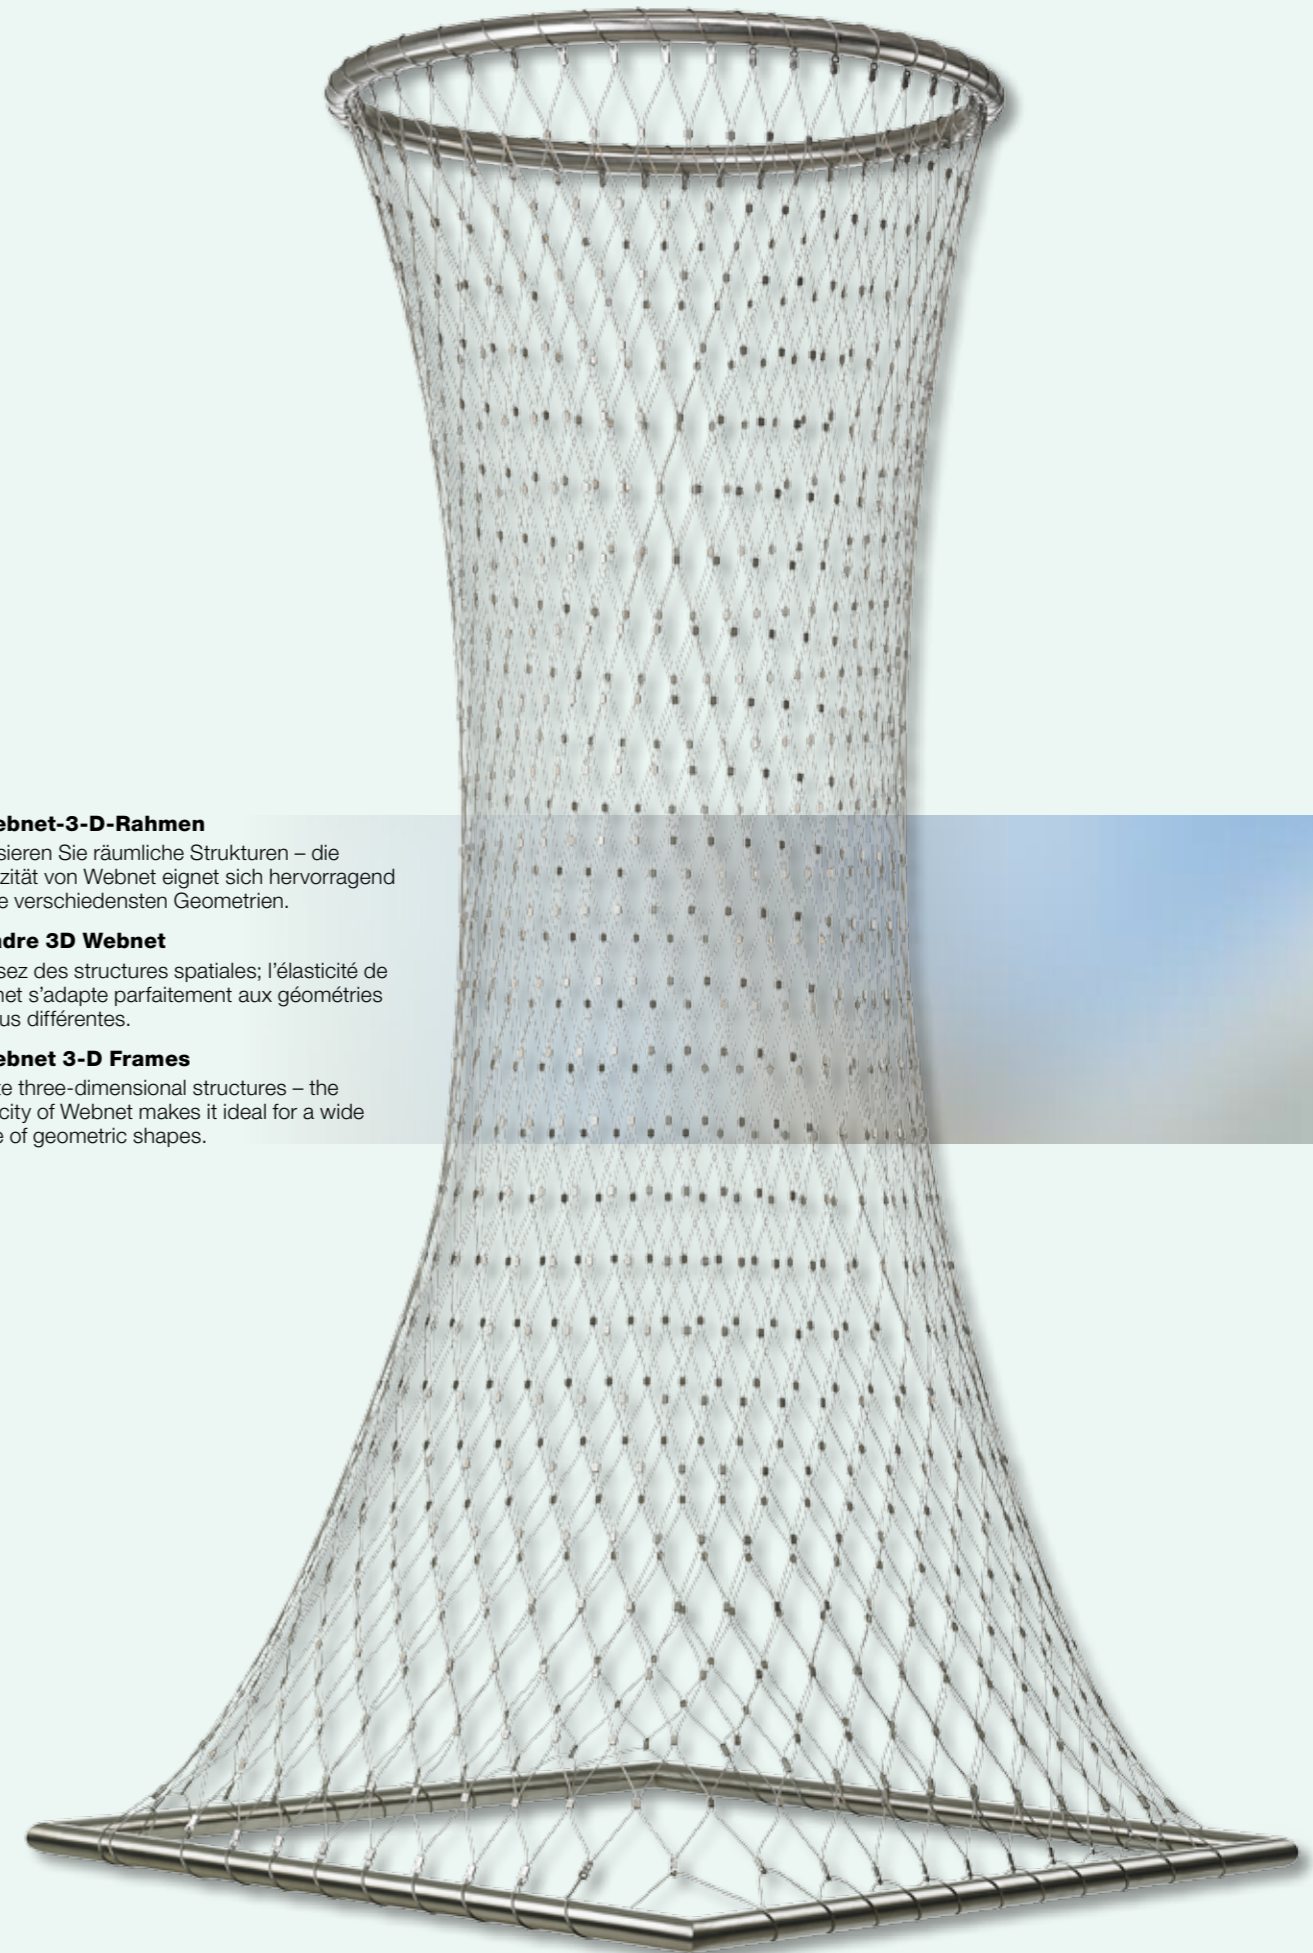 ebnet-3-D-Rahmen
sieren Sie räumliche Strukturen – die
zität von Webnet eignet sich hervorragend
e verschiedensten Geometrien.
adre 3D Webnet
sez des structures spatiales; l’élasticité de
net s’adapte parfaitement aux géométries
us différentes.
ebnet 3-D Frames
te three-dimensional structures – the
city of Webnet makes it ideal for a wide
e of geometric shapes.